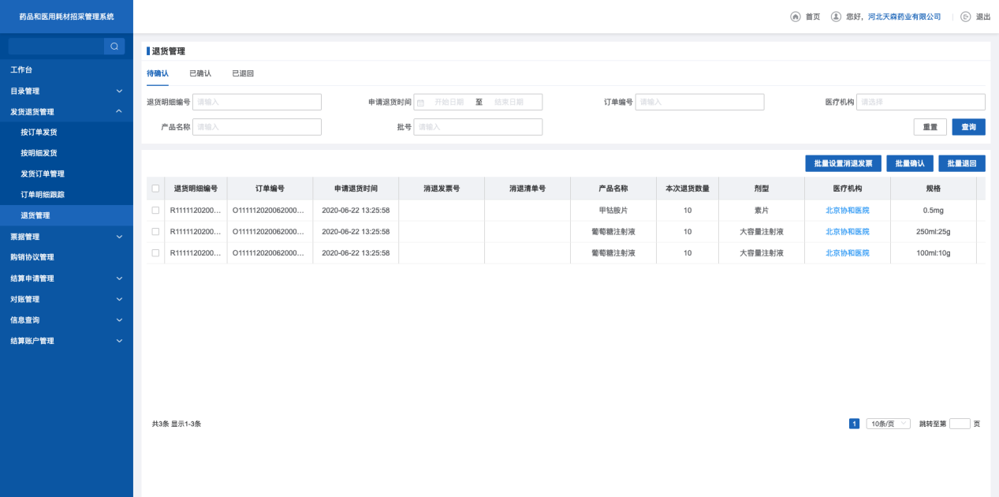 药品和医用耗材招采管理系统
首页 您好, 河北天森药业有限公司 退出
工作台
目录管理
发货退货管理
按订单发货
按明细发货
发货订单管理
订单明细跟踪
退货管理
票据管理
购销协议管理
结算申请管理
对账管理
信息查询
结算账户管理
退货管理
待确认 已确认 已退回
退货明细编号 请输入 申请退货时间 开始日期 至 结束日期 订单编号 请输入 医疗机构 请选择
产品名称 请输入 批号 请输入 重置 查询
批量设置消退发票 批量确认 批量退回
退货明细编号 订单编号 申请退货时间 消退发票号 消退清单号 产品名称 本次退货数量 剂型 医疗机构 规格
R1111120200... O111112020062000... 2020-06-22 13:25:58 甲钴胺片 10 素片 北京协和医院 0.5mg
R1111120200... O111112020062000... 2020-06-22 13:25:58 葡萄糖注射液 10 大容量注射液 北京协和医院 250ml:25g
R1111120200... O111112020062000... 2020-06-22 13:25:58 葡萄糖注射液 10 大容量注射液 北京协和医院 100ml:10g
共3条 显示1-3条 1 10条/页 跳转至第 页